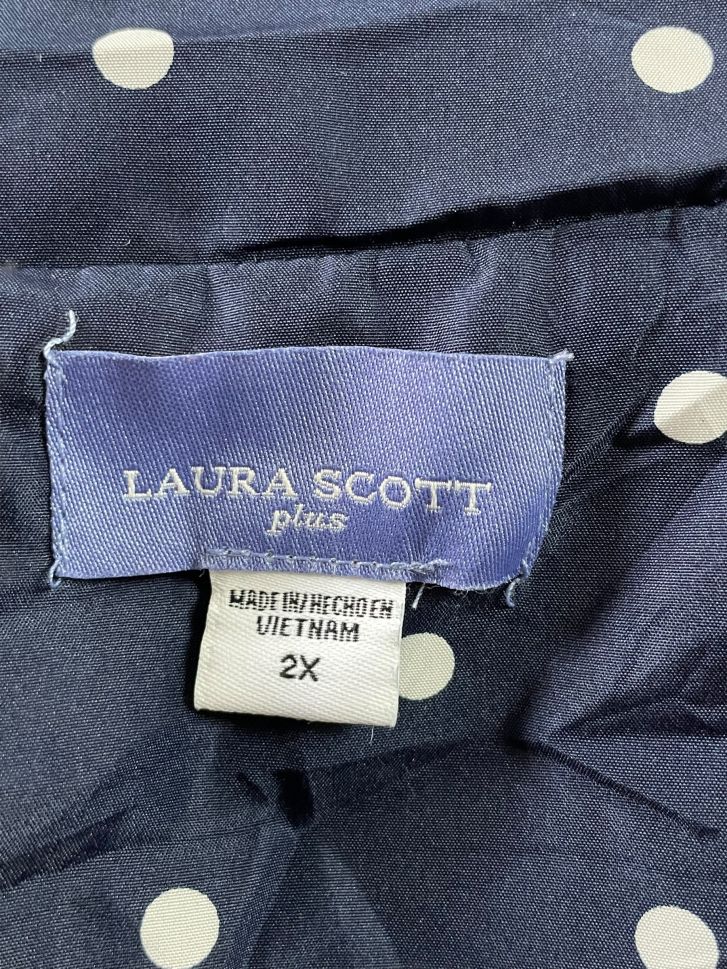 LAURA SCOTT
plus
MADE IN/HECHO EN
VIETNAM
2X